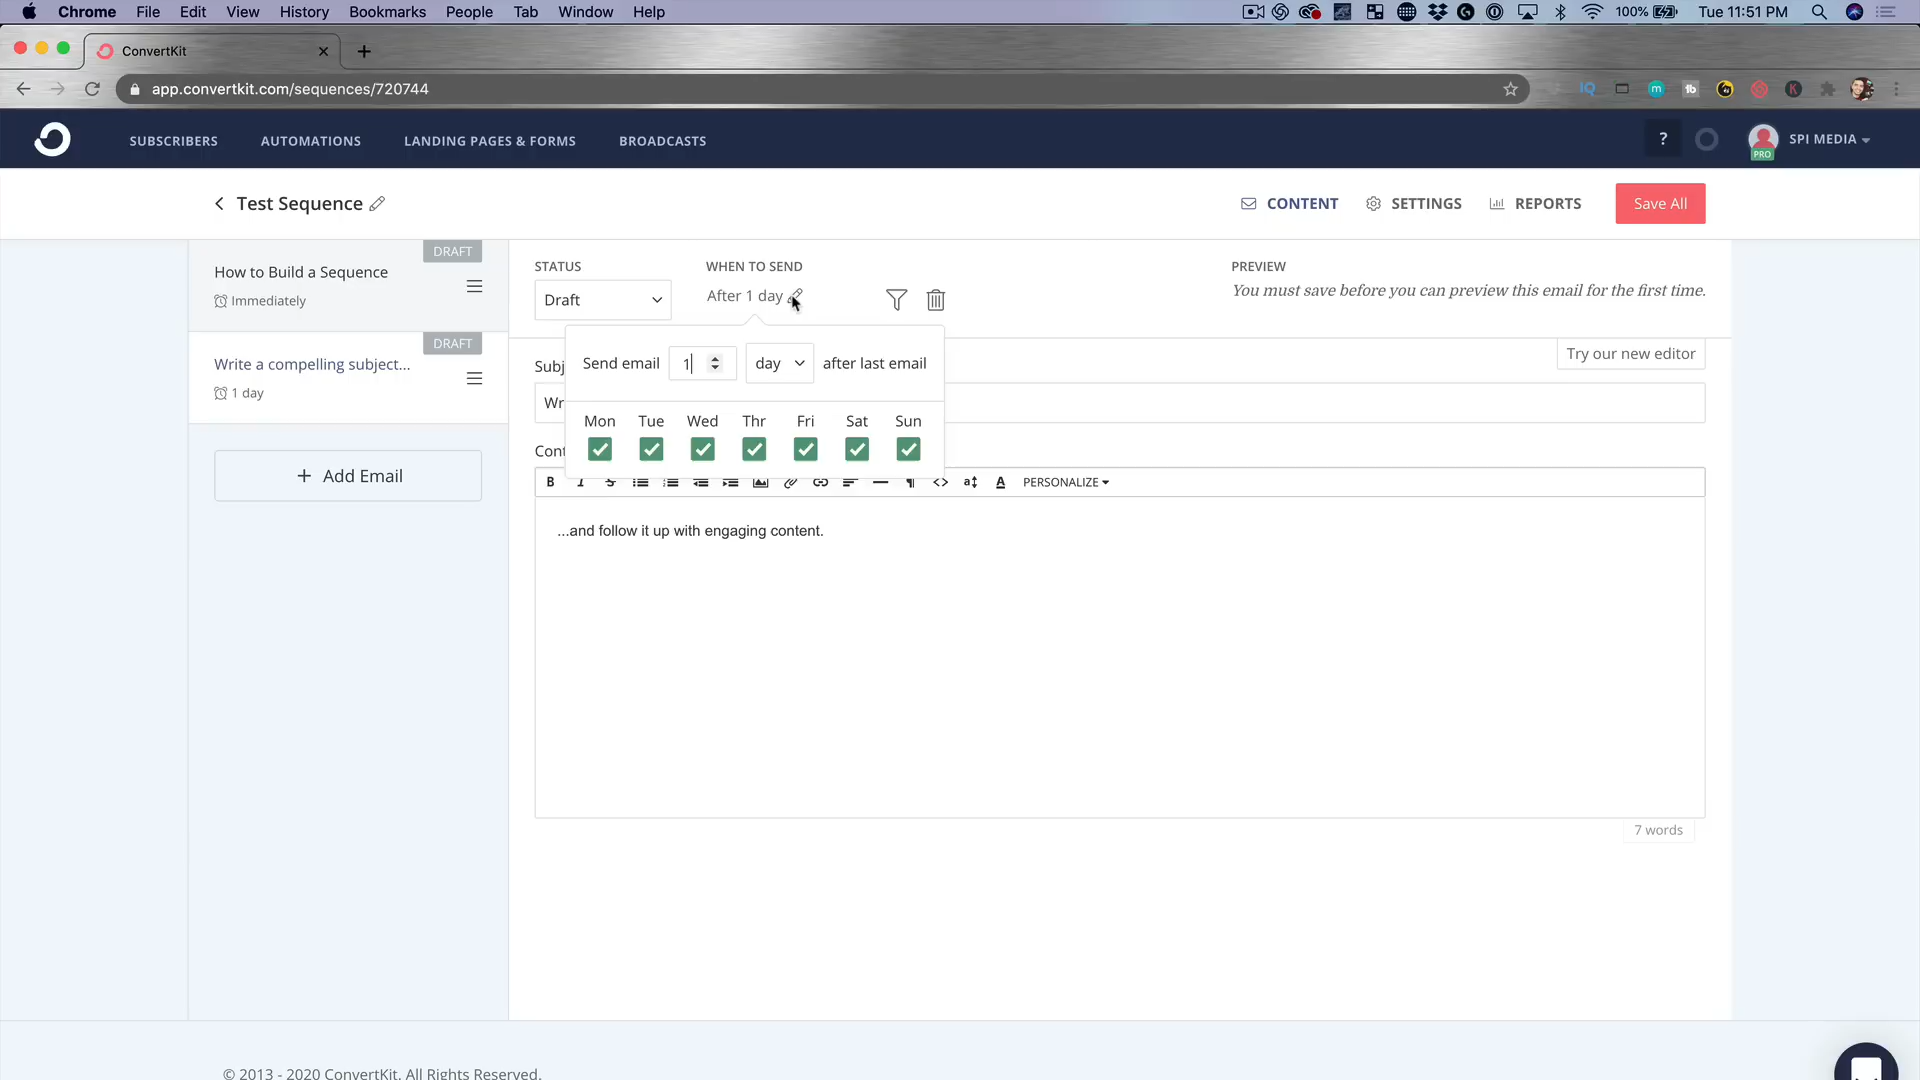 Chrome File Edit View History Bookmarks People Tab Window Help 100% Tue 11:51 PM
ConvertKit
app.convertkit.com/sequences/720744
SUBSCRIBERS AUTOMATIONS LANDING PAGES & FORMS BROADCASTS ? PRO SPI MEDIA
Test Sequence CONTENT SETTINGS REPORTS Save All
DRAFT
How to Build a Sequence
Immediately
DRAFT
Write a compelling subject...
1 day
+ Add Email
STATUS
Draft
WHEN TO SEND
After 1 day
PREVIEW
You must save before you can preview this email for the first time.
Send email 1 day after last email
Mon Tue Wed Thr Fri Sat Sun
Try our new editor
Subj
Wr
Cont
B I S <> A PERSONALIZE
...and follow it up with engaging content.
7 words
© 2013 - 2020 ConvertKit. All Rights Reserved.